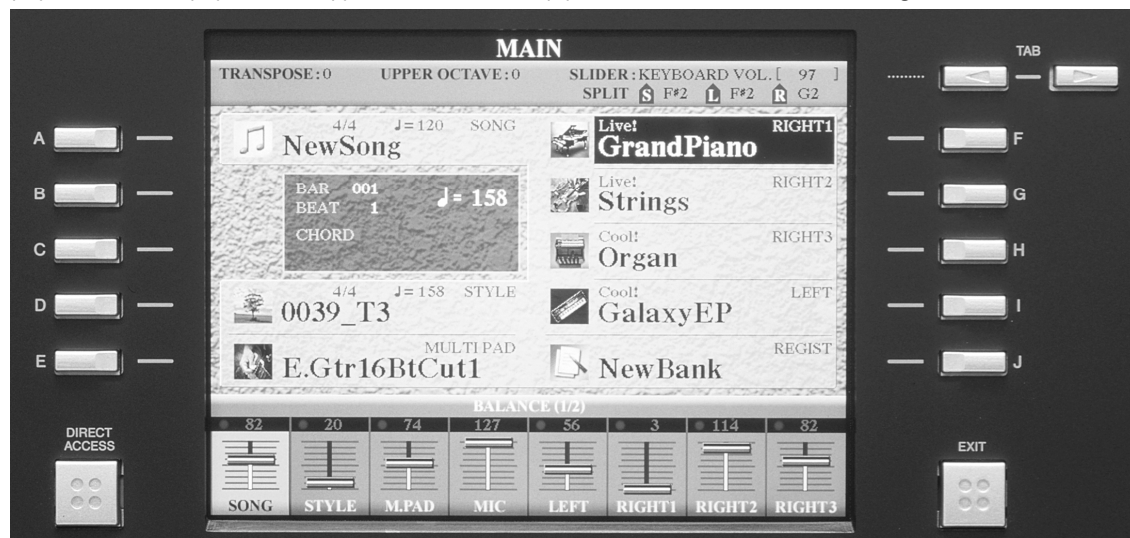 MAIN
TAB
TRANSPOSE:0 UPPER OCTAVE:0 SLIDER:KEYBOARD VOL.[ 97 ]
SPLIT S F#2 L F#2 R G2
4/4 ♩=120 SONG
NewSong
Live! RIGHT1
GrandPiano
A
F
BAR 001
BEAT 1
♩= 158
CHORD
Live! RIGHT2
Strings
B
G
Cool! RIGHT3
Organ
C
H
4/4 ♩=158 STYLE
0039_T3
Cool! LEFT
GalaxyEP
D
I
MULTI PAD
E.Gtr16BtCut1
REGIST
NewBank
E
J
BALANCE (1/2)
82 20 74 127 56 3 114 82
SONG STYLE M.PAD MIC LEFT RIGHT1 RIGHT2 RIGHT3
DIRECT
ACCESS
EXIT